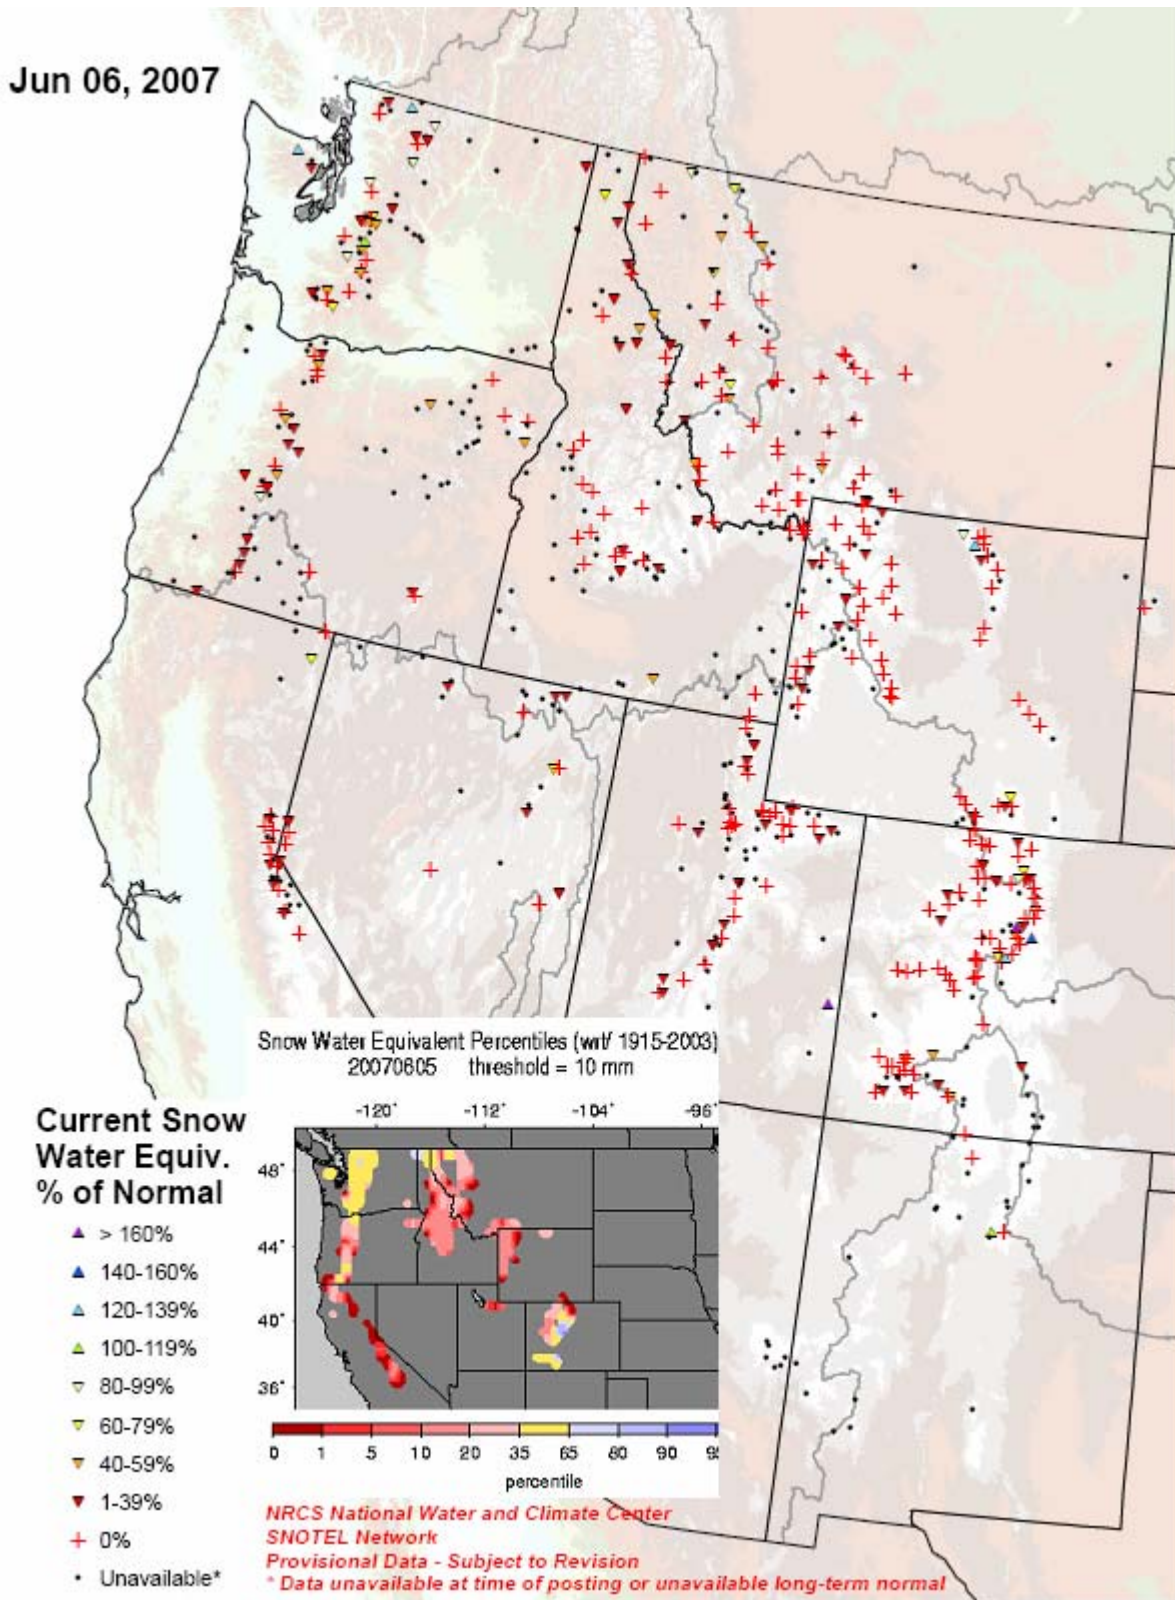 Jun 06, 2007
Snow Water Equivalent Percentiles (wrt/ 1915-2003)
20070605 threshold = 10 mm
-120° -112° -104° -96°
48°
44°
40°
36°
0 1 5 10 20 35 65 80 90 95
percentile
Current Snow
Water Equiv.
% of Normal
> 160%
140-160%
120-139%
100-119%
80-99%
60-79%
40-59%
1-39%
0%
Unavailable*
NRCS National Water and Climate Center
SNOTEL Network
Provisional Data - Subject to Revision
* Data unavailable at time of posting or unavailable long-term normal